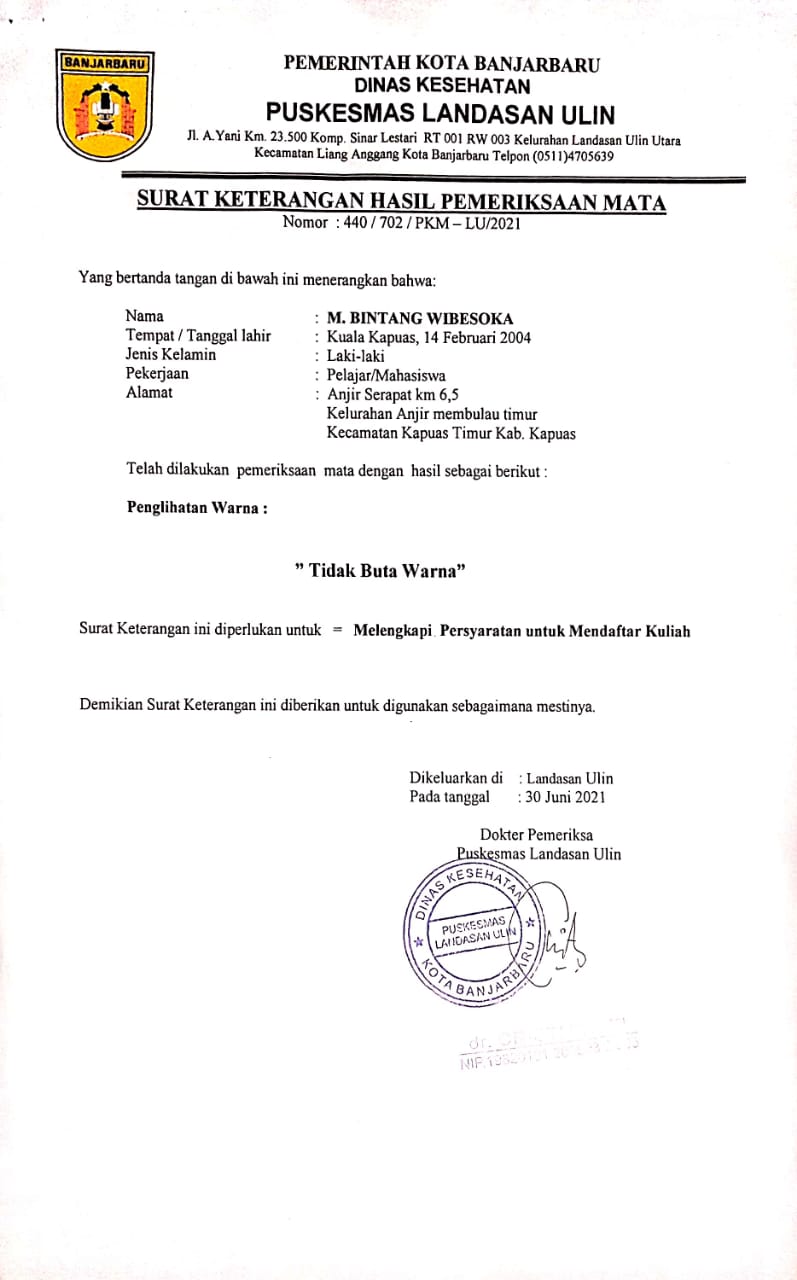 BANJARBARU
PEMERINTAH KOTA BANJARBARU
DINAS KESEHATAN
PUSKESMAS LANDASAN ULIN
Jl. A.Yani Km. 23.500 Komp. Sinar Lestari RT 001 RW 003 Kelurahan Landasan Ulin Utara
Kecamatan Liang Anggang Kota Banjarbaru Telpon (0511)4705639
SURAT KETERANGAN HASIL PEMERIKSAAN MATA
Nomor : 440 / 702 / PKM – LU/2021
Yang bertanda tangan di bawah ini menerangkan bahwa:
Nama : M. BINTANG WIBESOKA
Tempat / Tanggal lahir : Kuala Kapuas, 14 Februari 2004
Jenis Kelamin : Laki-laki
Pekerjaan : Pelajar/Mahasiswa
Alamat : Anjir Serapat km 6,5
Kelurahan Anjir membulau timur
Kecamatan Kapuas Timur Kab. Kapuas
Telah dilakukan pemeriksaan mata dengan hasil sebagai berikut :
Penglihatan Warna :
” Tidak Buta Warna”
Surat Keterangan ini diperlukan untuk = Melengkapi Persyaratan untuk Mendaftar Kuliah
Demikian Surat Keterangan ini diberikan untuk digunakan sebagaimana mestinya.
Dikeluarkan di : Landasan Ulin
Pada tanggal : 30 Juni 2021
Dokter Pemeriksa
Puskesmas Landasan Ulin
DINAS KESEHATAN
PUSKESMAS
LANDASAN ULIN
KOTA BANJARBARU
dr.
NIP.